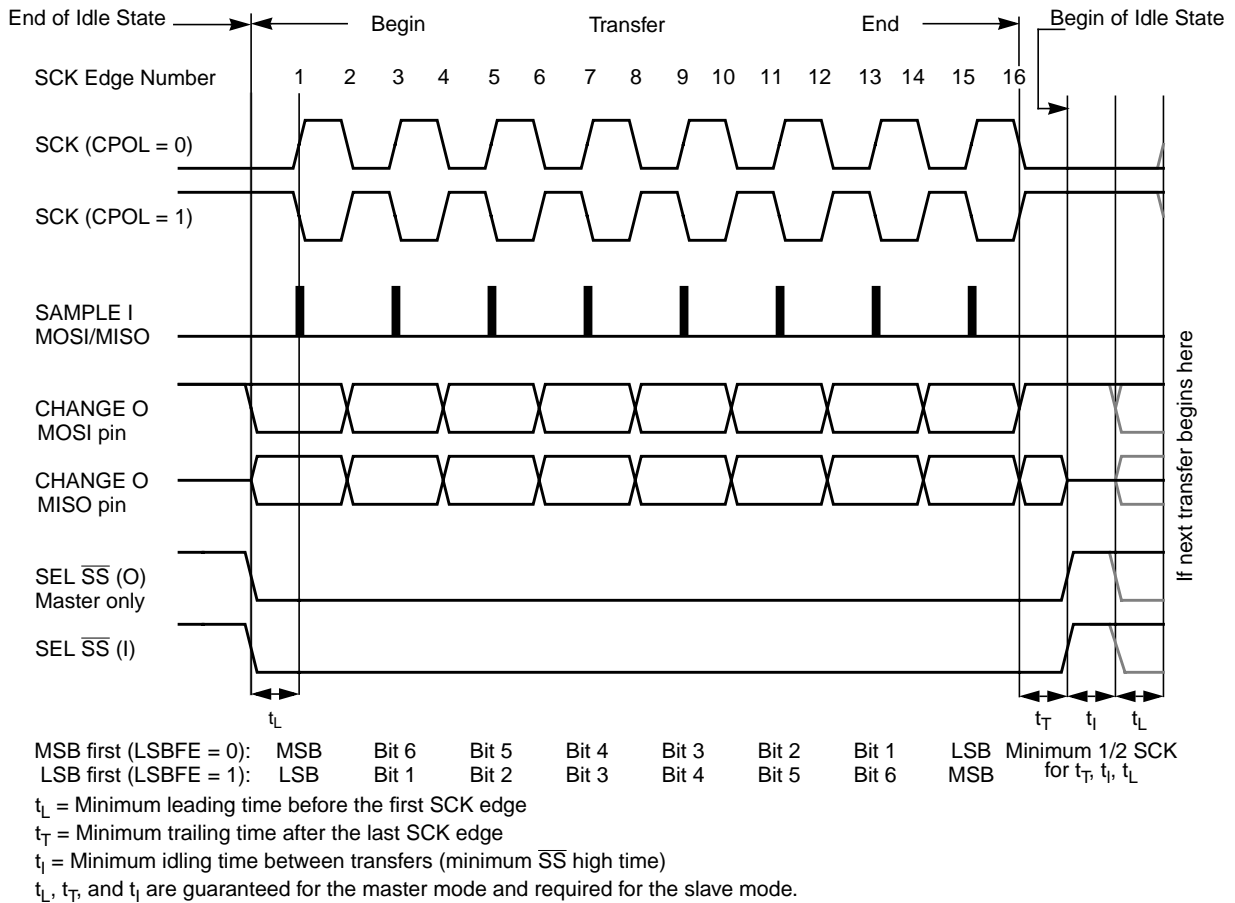 End of Idle State
Begin
Transfer
End
Begin of Idle State
SCK Edge Number
1 2 3 4 5 6 7 8 9 10 11 12 13 14 15 16
SCK (CPOL = 0)
SCK (CPOL = 1)
SAMPLE I
MOSI/MISO
CHANGE O
MOSI pin
CHANGE O
MISO pin
SEL S̅S̅ (O)
Master only
SEL S̅S̅ (I)
If next transfer begins here
tL
tT tI tL
MSB first (LSBFE = 0): MSB Bit 6 Bit 5 Bit 4 Bit 3 Bit 2 Bit 1 LSB
LSB first (LSBFE = 1): LSB Bit 1 Bit 2 Bit 3 Bit 4 Bit 5 Bit 6 MSB
Minimum 1/2 SCK
for tT, tI, tL
tL = Minimum leading time before the first SCK edge
tT = Minimum trailing time after the last SCK edge
tI = Minimum idling time between transfers (minimum S̅S̅ high time)
tL, tT, and tI are guaranteed for the master mode and required for the slave mode.